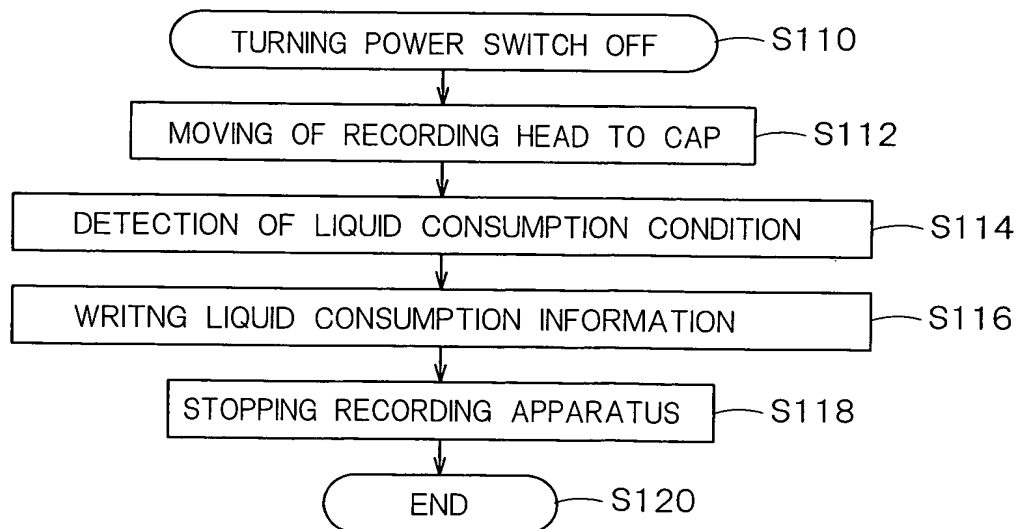 TURNING POWER SWITCH OFF S110
MOVING OF RECORDING HEAD TO CAP S112
DETECTION OF LIQUID CONSUMPTION CONDITION S114
WRITNG LIQUID CONSUMPTION INFORMATION S116
STOPPING RECORDING APPARATUS S118
END S120